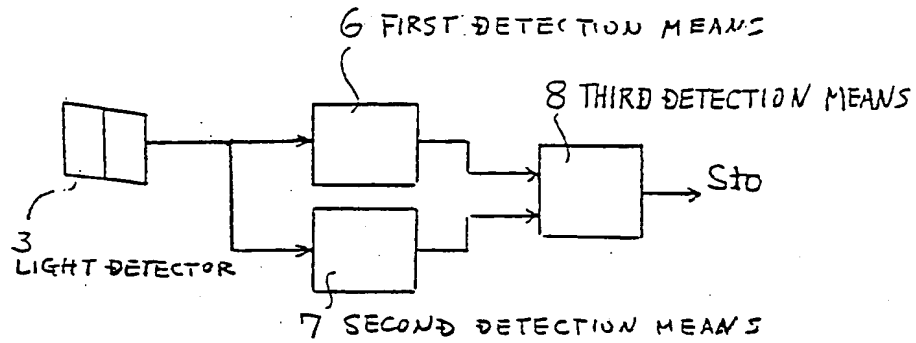 6 FIRST DETECTION MEANS
8 THIRD DETECTION MEANS
Sto
3
LIGHT DETECTOR
7 SECOND DETECTION MEANS